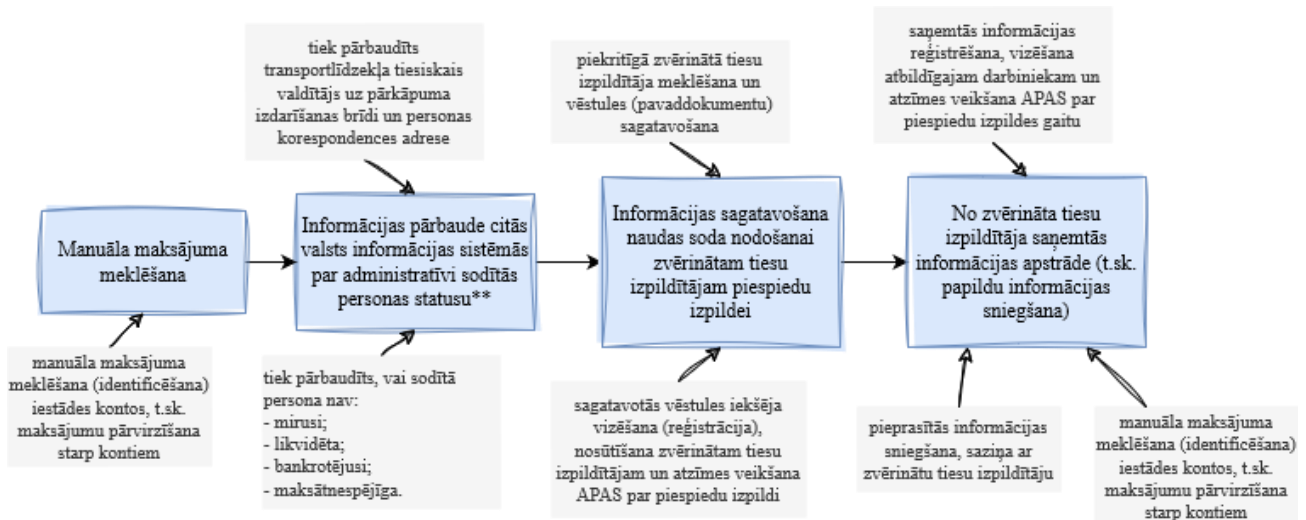 tiek pārbaudīts
transportlīdzekļa tiesiskais
valdītājs uz pārkāpuma
izdarīšanas brīdi un personas
korespondences adrese
piekritīgā zvērinātā tiesu
izpildītāja meklēšana un
vēstules (pavaddokumentu)
sagatavošana
saņemtās informācijas
reģistrēšana, vizēšana
atbildīgajam darbiniekam un
atzīmes veikšana APAS par
piespiedu izpildes gaitu
Manuāla maksājuma
meklēšana
Informācijas pārbaude citās
valsts informācijas sistēmās
par administratīvi sodītās
personas statusu**
Informācijas sagatavošana
naudas soda nodošanai
zvērinātam tiesu
izpildītājam piespiedu
izpildei
No zvērināta tiesu
izpildītāja saņemtās
informācijas apstrāde (t.sk.
papildu informācijas
sniegšana)
manuāla maksājuma
meklēšana (identificēšana)
iestādes kontos, t.sk.
maksājumu pārvirzīšana
starp kontiem
tiek pārbaudīts, vai sodītā
persona nav:
- mirusi;
- likvidēta;
- bankrotējusi;
- maksātnespējīga.
sagatavotās vēstules iekšēja
vizēšana (reģistrācija),
nosūtīšana zvērinātam tiesu
izpildītājam un atzīmes veikšana
APAS par piespiedu izpildi
pieprasītās informācijas
sniegšana, saziņa ar
zvērinātu tiesu izpildītāju
manuāla maksājuma
meklēšana (identificēšana)
iestādes kontos, t.sk.
maksājumu pārvirzīšana
starp kontiem